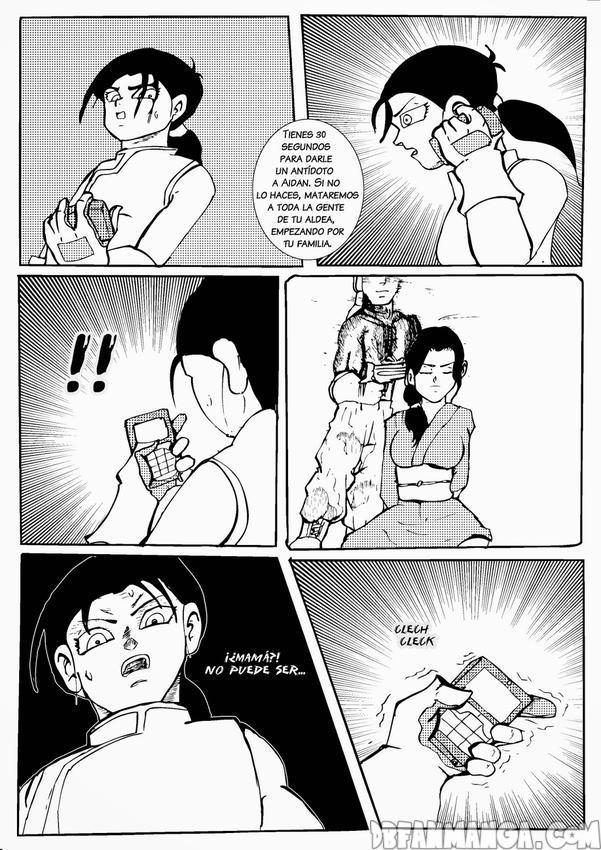 Tienes 30
segundos
para darle
un antídoto
a Aidan. Si no
lo haces, mataremos
a toda la gente
de tu aldea,
empezando por
tu familia.
!!
¡¿Mamá?!
No puede ser...
Clech
Cleck
DBFANMANGA.COM